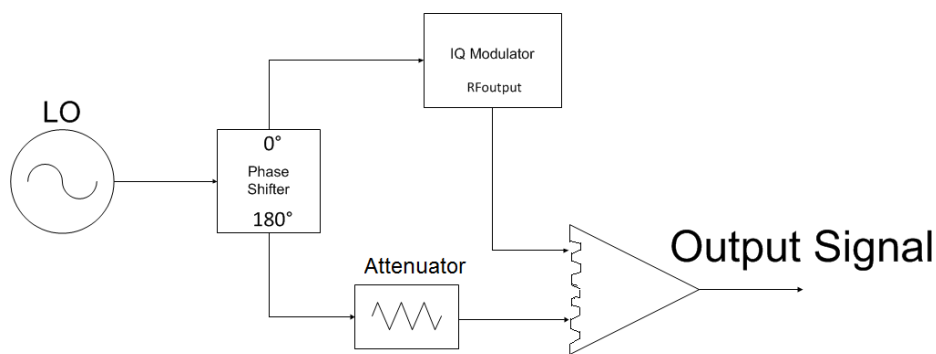 IQ Modulator
RFoutput
LO
0°
Phase
Shifter
180°
Attenuator
Output Signal